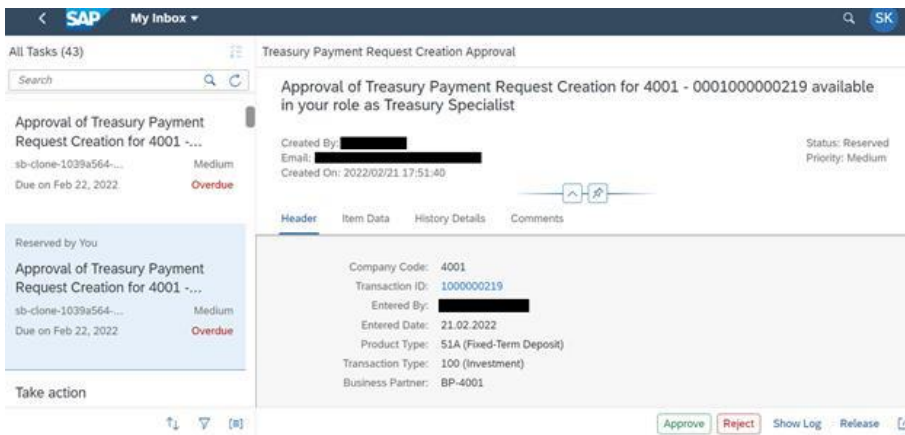 SAP My Inbox SK
All Tasks (43)
Search
Approval of Treasury Payment
Request Creation for 4001 -...
sb-clone-1039a564-... Medium
Due on Feb 22, 2022 Overdue
Reserved by You
Approval of Treasury Payment
Request Creation for 4001 -...
sb-clone-1039a564-... Medium
Due on Feb 22, 2022 Overdue
Take action
Treasury Payment Request Creation Approval
Approval of Treasury Payment Request Creation for 4001 - 0001000000219 available
in your role as Treasury Specialist
Created By:
Email:
Created On: 2022/02/21 17:51:40
Status: Reserved
Priority: Medium
Header Item Data History Details Comments
Company Code: 4001
Transaction ID: 1000000219
Entered By:
Entered Date: 21.02.2022
Product Type: 51A (Fixed-Term Deposit)
Transaction Type: 100 (Investment)
Business Partner: BP-4001
Approve Reject Show Log Release